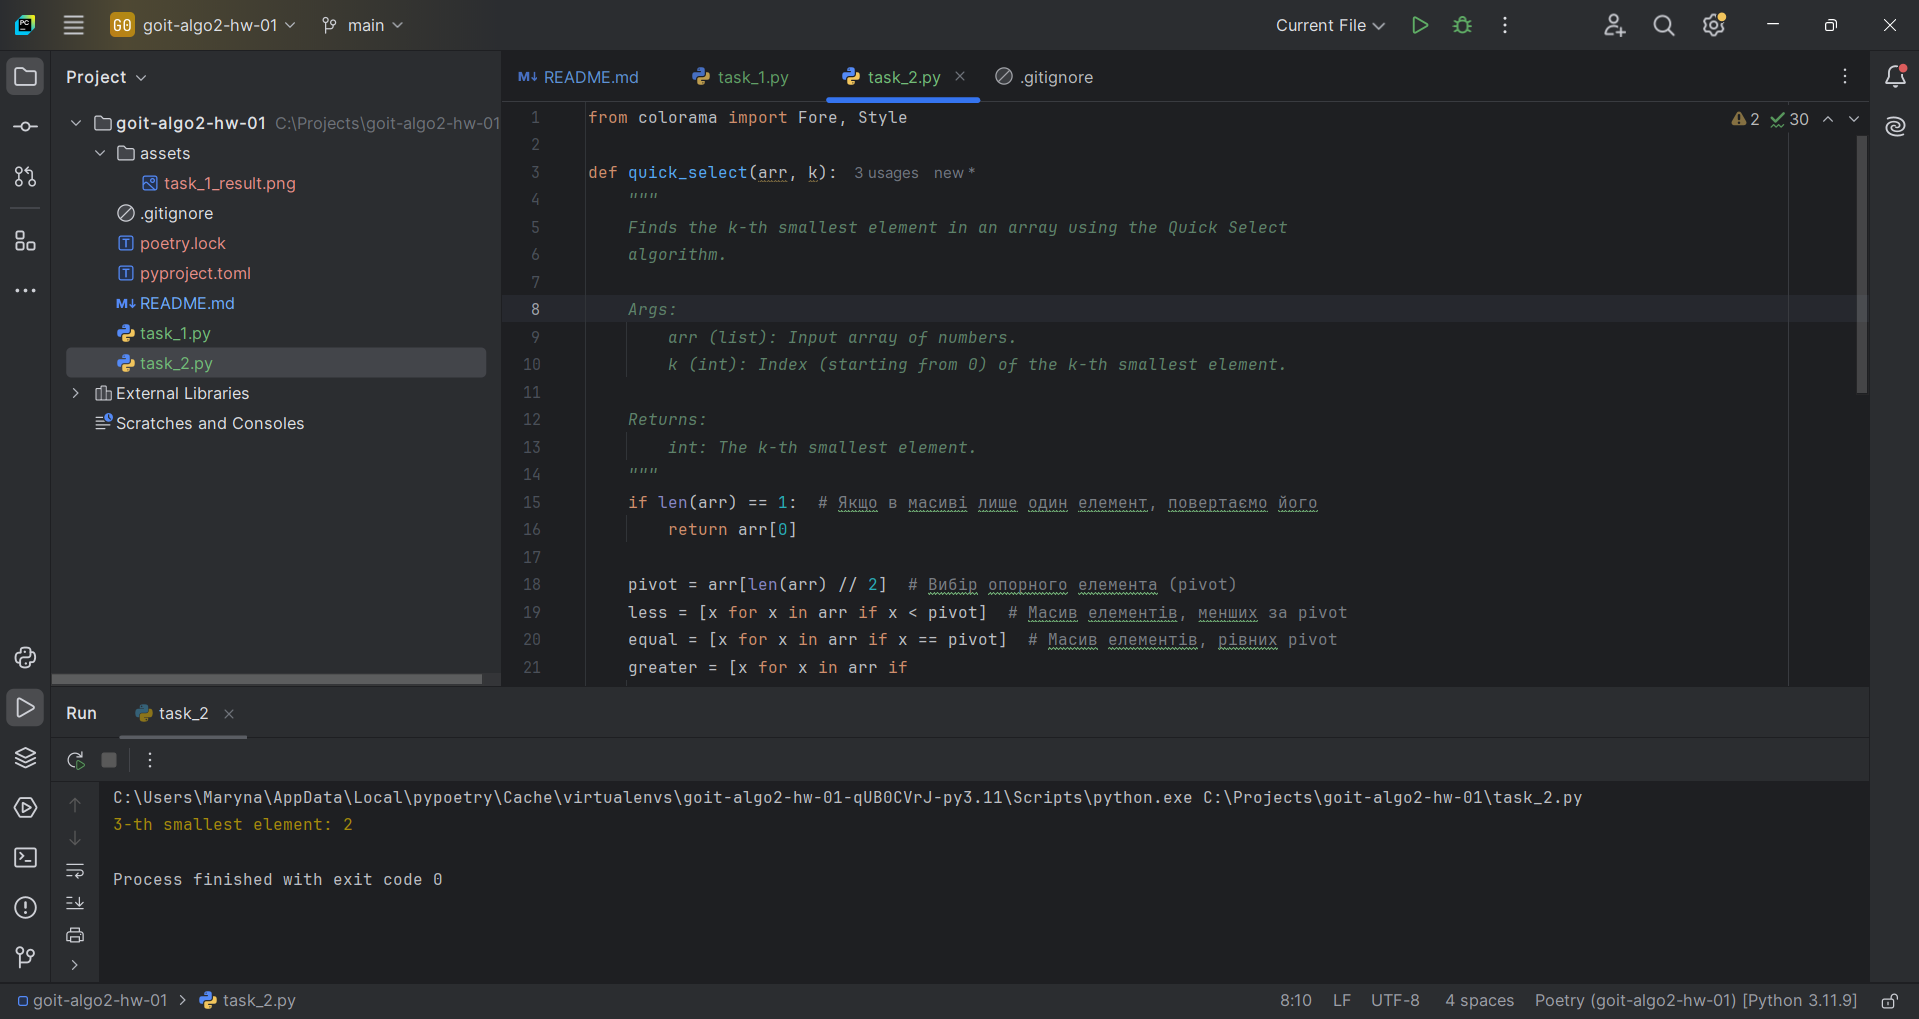 GO goit-algo2-hw-01 main Current File
Project
README.md task_1.py task_2.py .gitignore
goit-algo2-hw-01 C:\Projects\goit-algo2-hw-01
assets
task_1_result.png
.gitignore
poetry.lock
pyproject.toml
README.md
task_1.py
task_2.py
External Libraries
Scratches and Consoles
2 30
1 from colorama import Fore, Style
2
3 def quick_select(arr, k): 3 usages new *
4 """
5 Finds the k-th smallest element in an array using the Quick Select
6 algorithm.
7
8 Args:
9 arr (list): Input array of numbers.
10 k (int): Index (starting from 0) of the k-th smallest element.
11
12 Returns:
13 int: The k-th smallest element.
14 """
15 if len(arr) == 1: # Якщо в масиві лише один елемент, повертаємо його
16 return arr[0]
17
18 pivot = arr[len(arr) // 2] # Вибір опорного елемента (pivot)
19 less = [x for x in arr if x < pivot] # Масив елементів, менших за pivot
20 equal = [x for x in arr if x == pivot] # Масив елементів, рівних pivot
21 greater = [x for x in arr if
Run task_2
C:\Users\Maryna\AppData\Local\pypoetry\Cache\virtualenvs\goit-algo2-hw-01-qUB0CVrJ-py3.11\Scripts\python.exe C:\Projects\goit-algo2-hw-01\task_2.py
3-th smallest element: 2
Process finished with exit code 0
goit-algo2-hw-01 > task_2.py
8:10 LF UTF-8 4 spaces Poetry (goit-algo2-hw-01) [Python 3.11.9]